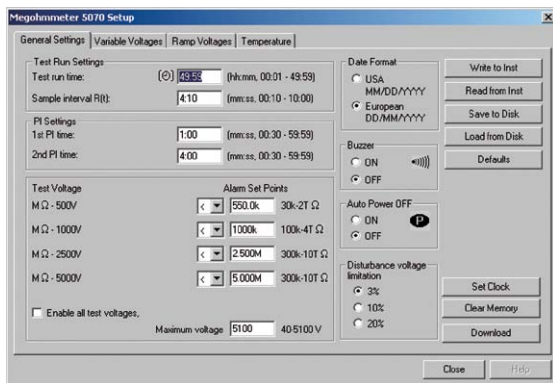 Megohmmeter 5070 Setup
General Settings Variable Voltages Ramp Voltages Temperature
Test Run Settings
Test run time: 49:59 (hh:mm, 00:01 - 49:59)
Sample interval R(t): 4:10 (mm:ss, 00:10 - 10:00)
PI Settings
1st PI time: 1:00 (mm:ss, 00:30 - 59:59)
2nd PI time: 4:00 (mm:ss, 00:30 - 59:59)
Test Voltage Alarm Set Points
M Ω - 500V < 550.0k 30k-2T Ω
M Ω - 1000V < 1000k 100k-4T Ω
M Ω - 2500V < 2.500M 300k-10T Ω
M Ω - 5000V < 5.000M 300k-10T Ω
Enable all test voltages,
Maximum voltage 5100 40-5100 V
Date Format
USA
MM/DD/YYYY
European
DD/MM/YYYY
Buzzer
ON
OFF
Auto Power OFF
ON P
OFF
Disturbance voltage
limitation
3%
10%
20%
Write to Inst
Read from Inst
Save to Disk
Load from Disk
Defaults
Set Clock
Clear Memory
Download
Close Help